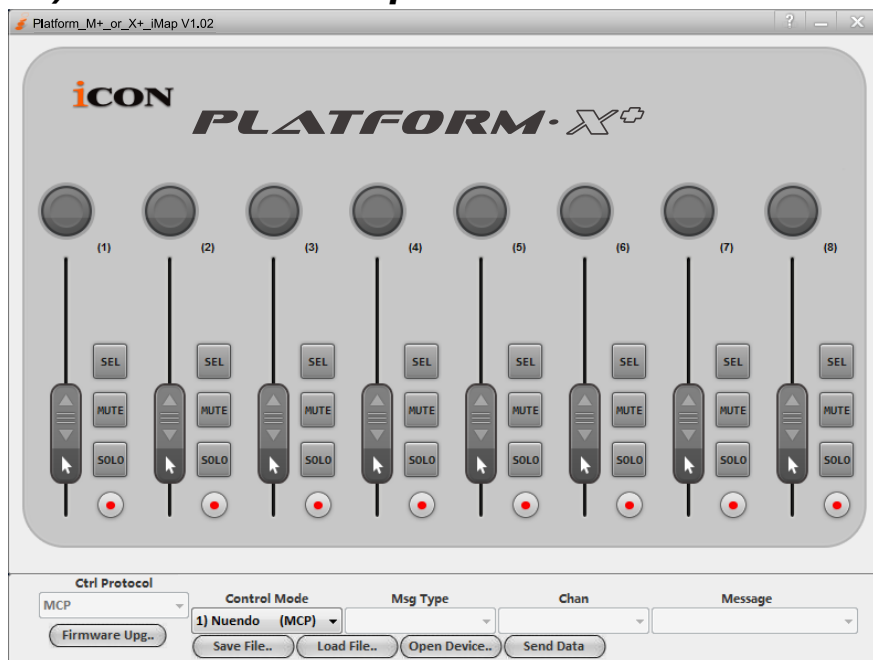 Platform_M+_or_X+_iMap V1.02
iCON
PLATFORM·X+
(1) (2) (3) (4) (5) (6) (7) (8)
SEL SEL SEL SEL SEL SEL SEL SEL
MUTE MUTE MUTE MUTE MUTE MUTE MUTE MUTE
SOLO SOLO SOLO SOLO SOLO SOLO SOLO SOLO
Ctrl Protocol
Control Mode Msg Type Chan Message
MCP
1) Nuendo (MCP)
Firmware Upg..
Save File.. Load File.. Open Device.. Send Data